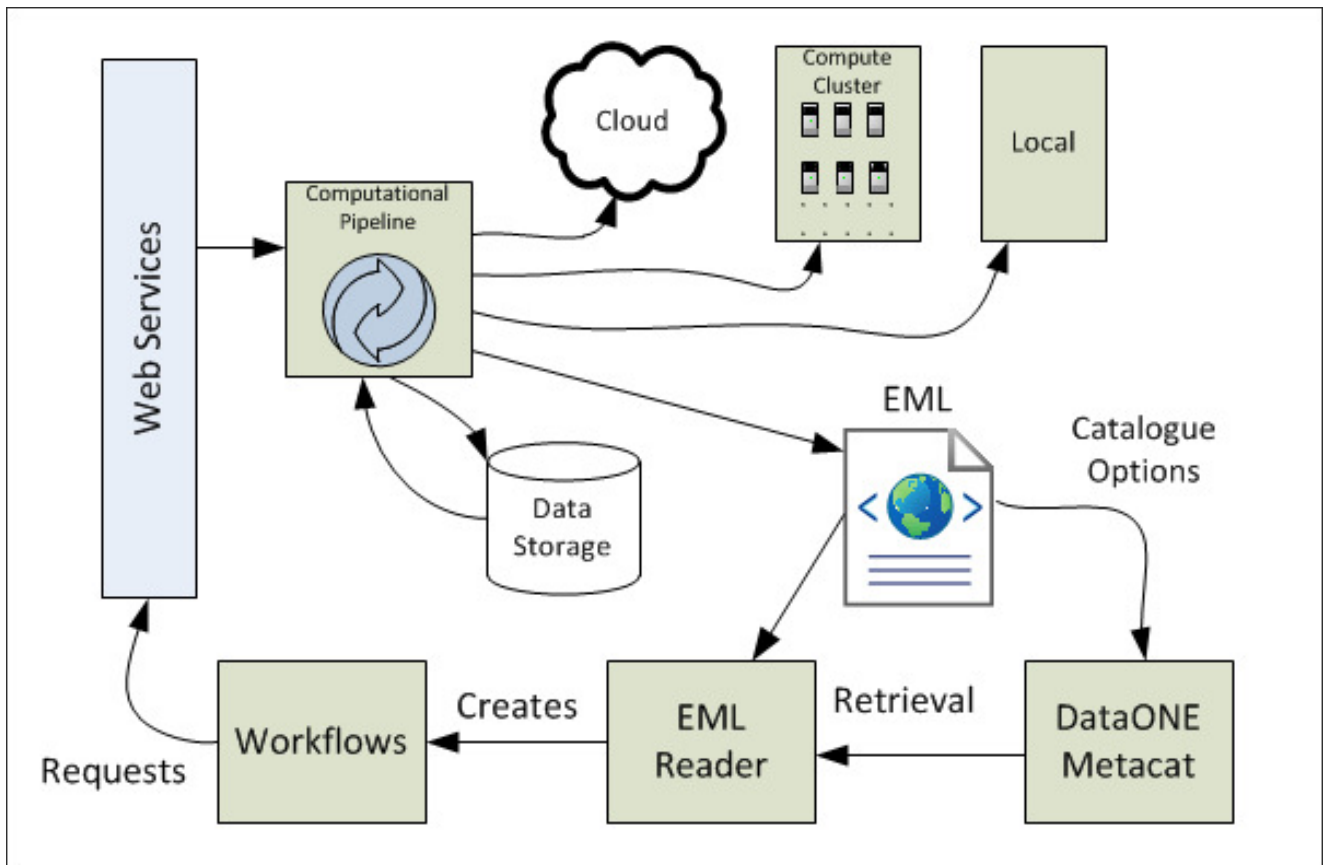 Web Services
Computational
Pipeline
Cloud
Compute
Cluster
Local
Data
Storage
EML
< >
Catalogue
Options
Requests
Workflows
Creates
EML
Reader
Retrieval
DataONE
Metacat